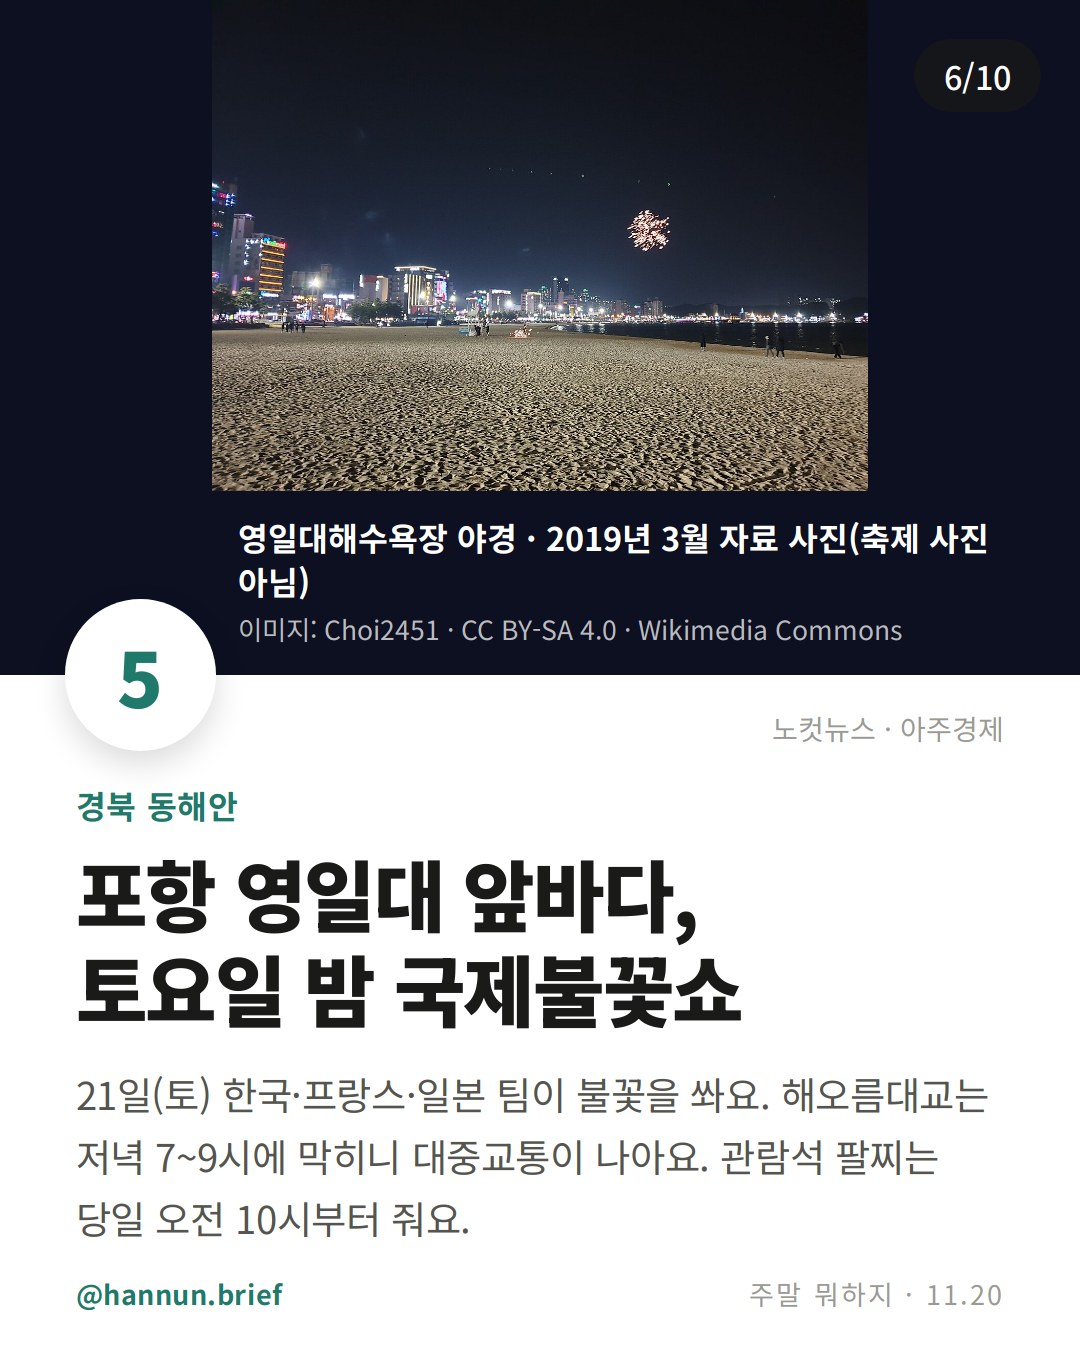 6/10
영일대해수욕장 야경 · 2019년 3월 자료 사진(축제 사진
아님)
이미지: Choi2451 · CC BY-SA 4.0 · Wikimedia Commons
5
노컷뉴스 · 아주경제
경북 동해안
포항 영일대 앞바다,
토요일 밤 국제불꽃쇼
21일(토) 한국·프랑스·일본 팀이 불꽃을 쏴요. 해오름대교는
저녁 7~9시에 막히니 대중교통이 나아요. 관람석 팔찌는
당일 오전 10시부터 줘요.
@hannun.brief
주말 뭐하지 · 11.20